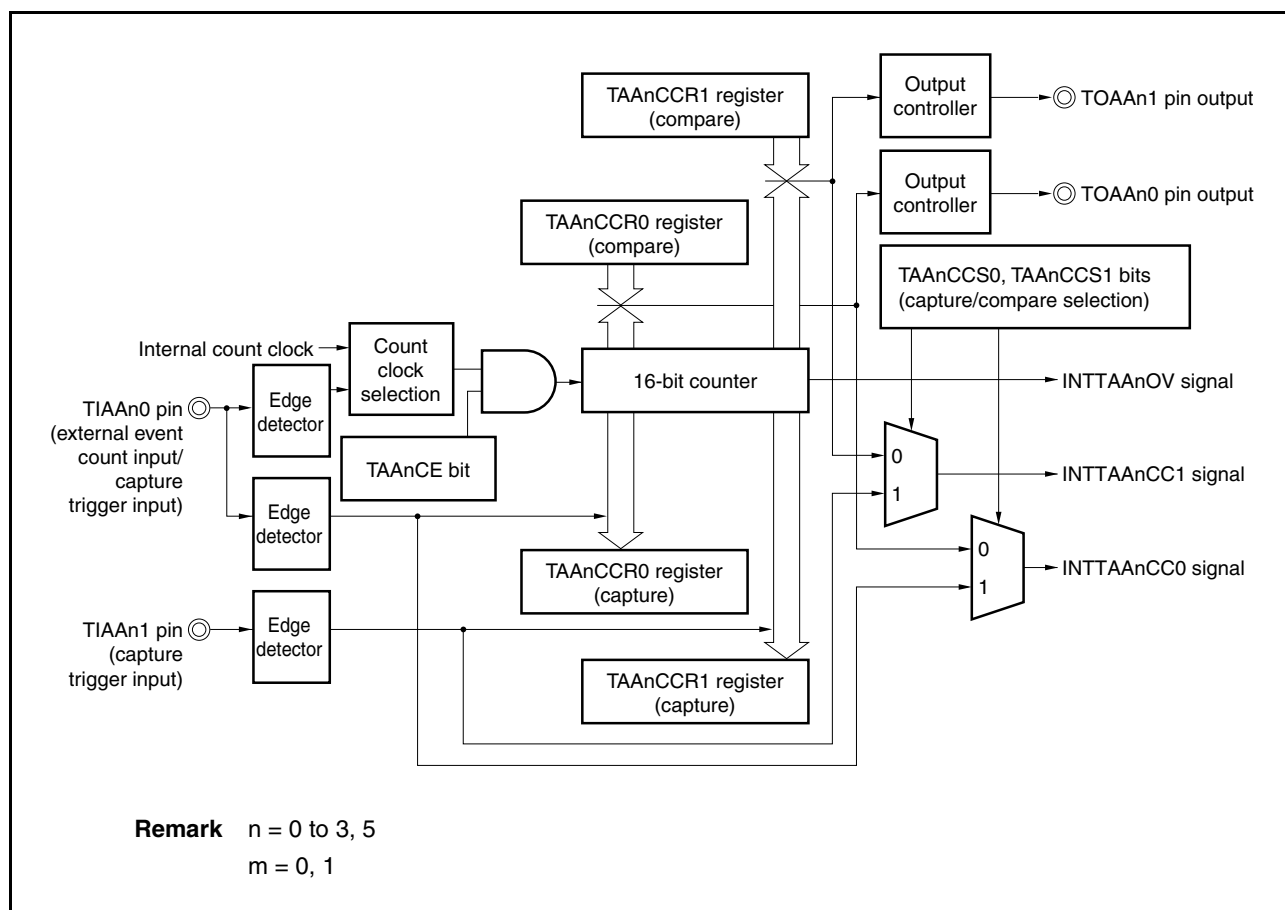 TAAnCCR1 register
(compare)
Output
controller
TOAAn1 pin output
Output
controller
TOAAn0 pin output
TAAnCCR0 register
(compare)
TAAnCCS0, TAAnCCS1 bits
(capture/compare selection)
Internal count clock
Count
clock
selection
16-bit counter
INTTAAnOV signal
TIAAn0 pin
(external event
count input/
capture
trigger input)
Edge
detector
TAAnCE bit
0
1
INTTAAnCC1 signal
Edge
detector
0
1
INTTAAnCC0 signal
TAAnCCR0 register
(capture)
TIAAn1 pin
(capture
trigger input)
Edge
detector
TAAnCCR1 register
(capture)
Remark n = 0 to 3, 5
m = 0, 1